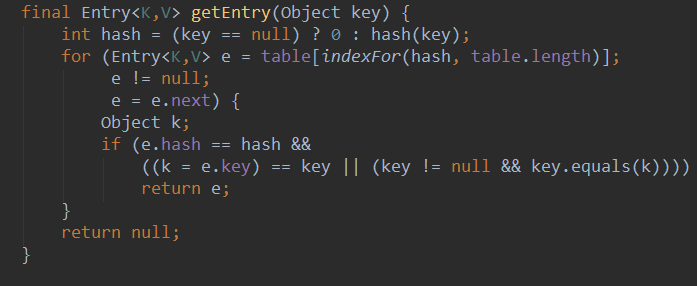 final Entry<K,V> getEntry(Object key) {
    int hash = (key == null) ? 0 : hash(key);
    for (Entry<K,V> e = table[indexFor(hash, table.length)];
         e != null;
         e = e.next) {
        Object k;
        if (e.hash == hash &&
            ((k = e.key) == key || (key != null && key.equals(k))))
            return e;
    }
    return null;
}